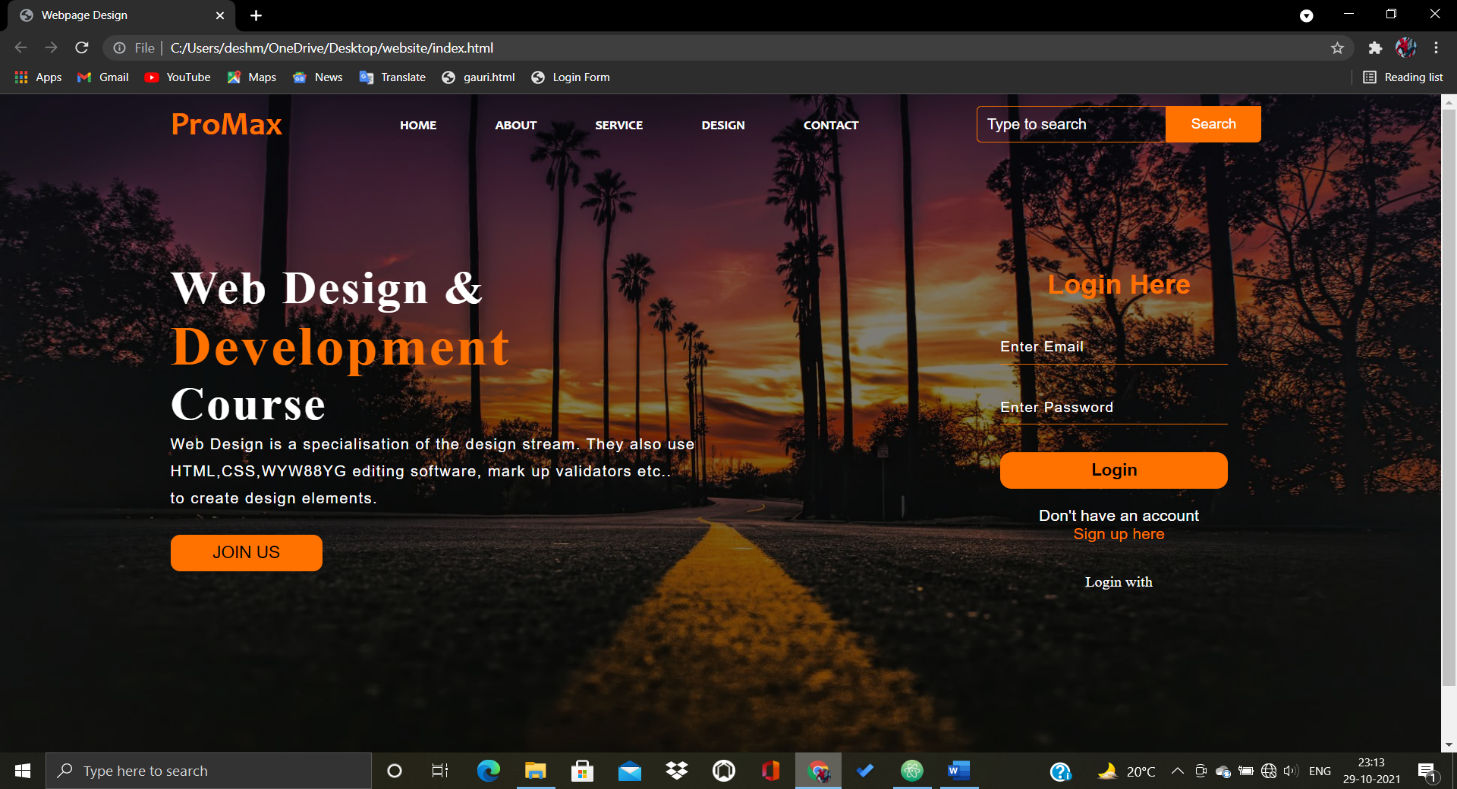 Webpage Design
File | C:/Users/deshm/OneDrive/Desktop/website/index.html
Apps Gmail YouTube Maps News Translate gauri.html Login Form Reading list
ProMax HOME ABOUT SERVICE DESIGN CONTACT Type to search Search
Web Design &
Development
Course
Web Design is a specialisation of the design stream. They also use
HTML,CSS,WYW88YG editing software, mark up validators etc..
to create design elements.
JOIN US
Login Here
Enter Email
Enter Password
Login
Don't have an account
Sign up here
Login with
Type here to search
20°C
ENG
23:13
29-10-2021
1